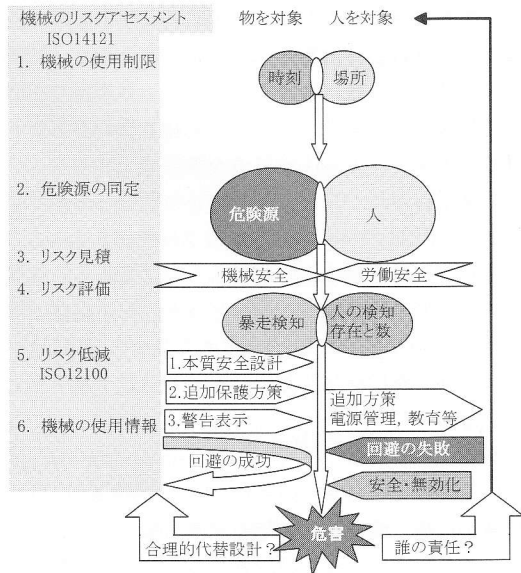 機械のリスクアセスメント 物を対象 人を対象
ISO14121
1. 機械の使用制限
時刻 場所
2. 危険源の同定
危険源 人
3. リスク見積
機械安全 労働安全
4. リスク評価
暴走検知 人の検知
存在と数
5. リスク低減
ISO12100
1.本質安全設計
2.追加保護方策
追加方策
電源管理, 教育等
3.警告表示
6. 機械の使用情報
回避の成功 回避の失敗
安全・無効化
危害
合理的代替設計? 誰の責任?